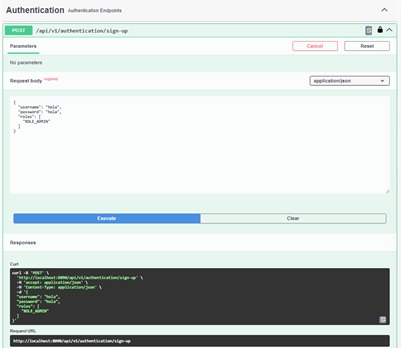 Authentication Authentication Endpoints
POST /api/v1/authentication/sign-up
Parameters Cancel Reset
No parameters
Request body required application/json
{
"username": "hola",
"password": "hola",
"roles": [
"ROLE_ADMIN"
]
}
Execute Clear
Responses
Curl
curl -X 'POST' \
'http://localhost:8090/api/v1/authentication/sign-up' \
-H 'accept: application/json' \
-H 'Content-Type: application/json' \
-d '{
"username": "hola",
"password": "hola",
"roles": [
"ROLE_ADMIN"
]
}'
Request URL
http://localhost:8090/api/v1/authentication/sign-up